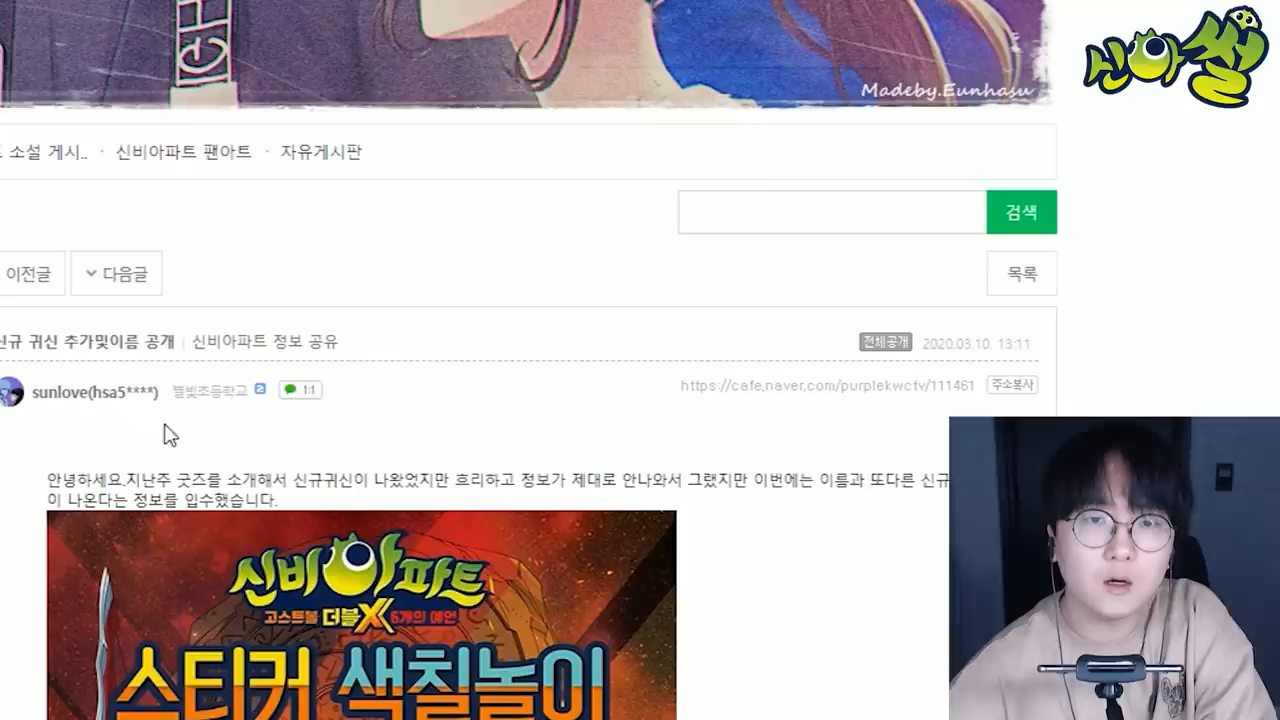 신아썰
Madeby.Eunhasu
소설 게시.. · 신비아파트 팬아트 · 자유게시판
검색
이전글 다음글 목록
신규 귀신 추가및이름 공개 | 신비아파트 정보 공유 전체공개 2020.03.10. 13:11
sunlove(hsa5****) 별빛초등학교 1:1 https://cafe.naver.com/purplekwctv/111461 주소복사
안녕하세요.지난주 굿즈를 소개해서 신규귀신이 나왔었지만 흐리하고 정보가 제대로 안나와서 그랬지만 이번에는 이름과 또다른 신규
이 나온다는 정보를 입수했습니다.
신비아파트
고스트볼 더블X 6개의 예언
스티커 색칠놀이